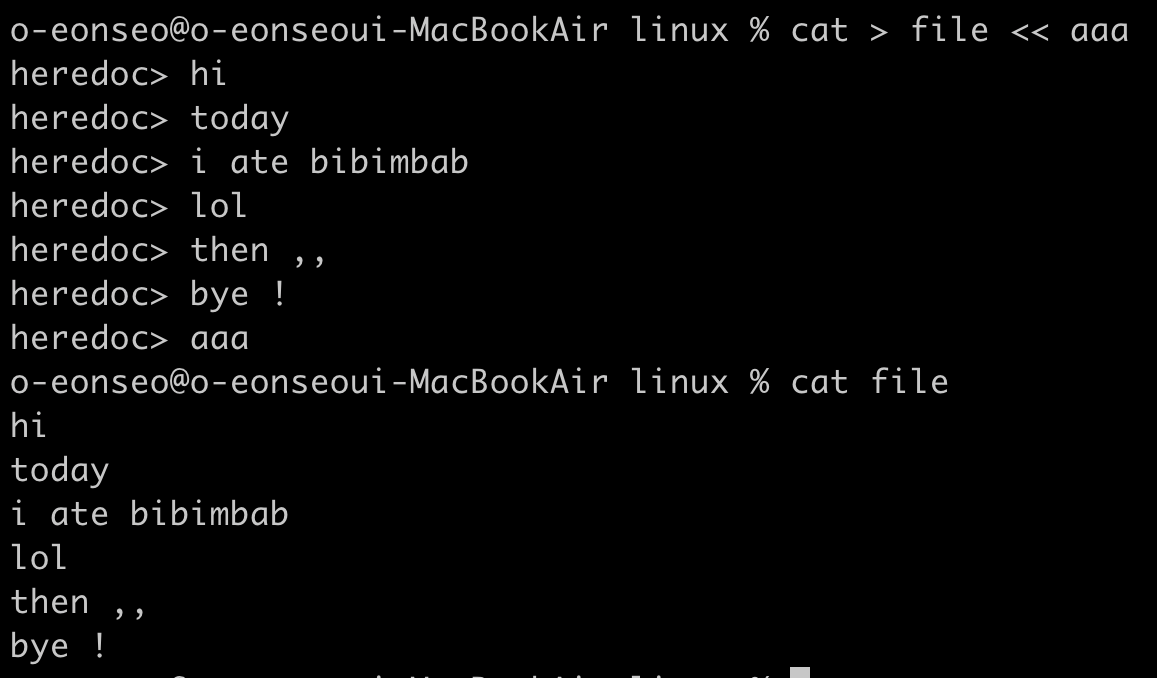 o-eonseo@o-eonseoui-MacBookAir linux % cat > file << aaa
heredoc> hi
heredoc> today
heredoc> i ate bibimbab
heredoc> lol
heredoc> then ,,
heredoc> bye !
heredoc> aaa
o-eonseo@o-eonseoui-MacBookAir linux % cat file
hi
today
i ate bibimbab
lol
then ,,
bye !